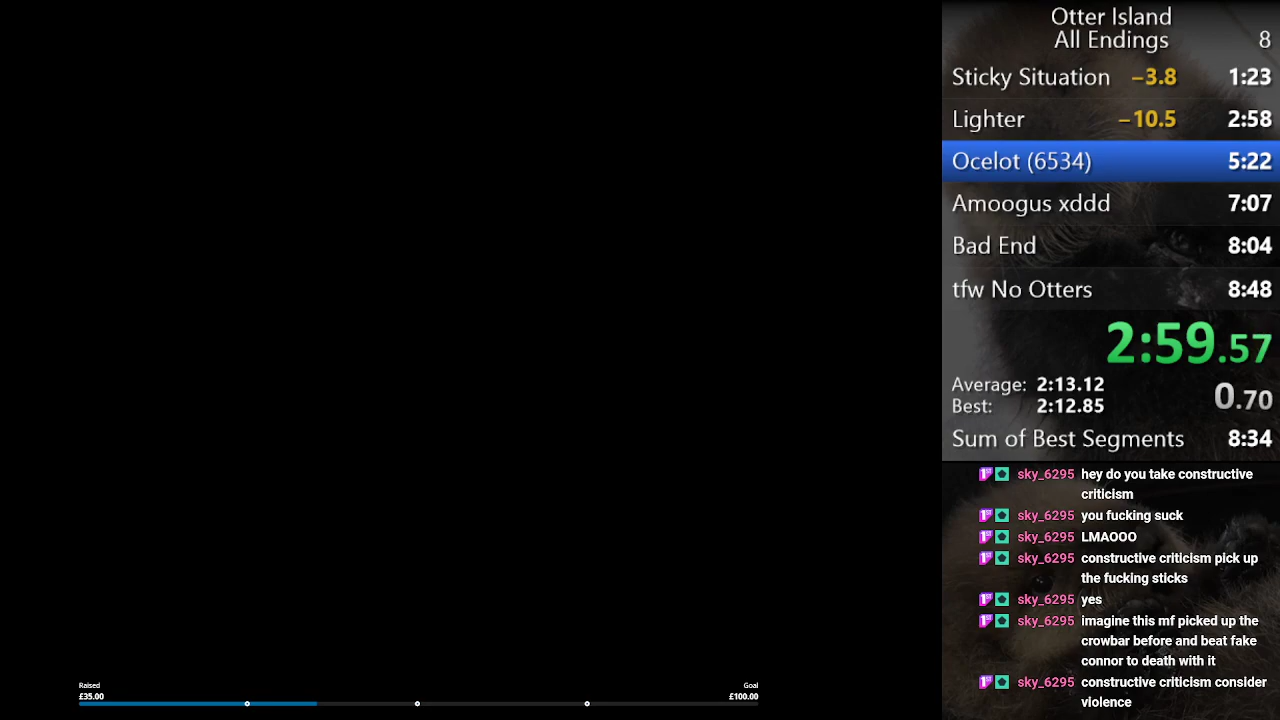 Otter Island
All Endings 8
Sticky Situation −3.8 1:23
Lighter −10.5 2:58
Ocelot (6534) 5:22
Amoogus xddd 7:07
Bad End 8:04
tfw No Otters 8:48
2:59.57
Average: 2:13.12
Best: 2:12.85
0.70
Sum of Best Segments 8:34
sky_6295 hey do you take constructive
criticism
sky_6295 you fucking suck
sky_6295 LMAOOO
sky_6295 constructive criticism pick up
the fucking sticks
sky_6295 yes
sky_6295 imagine this mf picked up the
crowbar before and beat fake
connor to death with it
sky_6295 constructive criticism consider
violence
Raised Goal
£35.00 £100.00